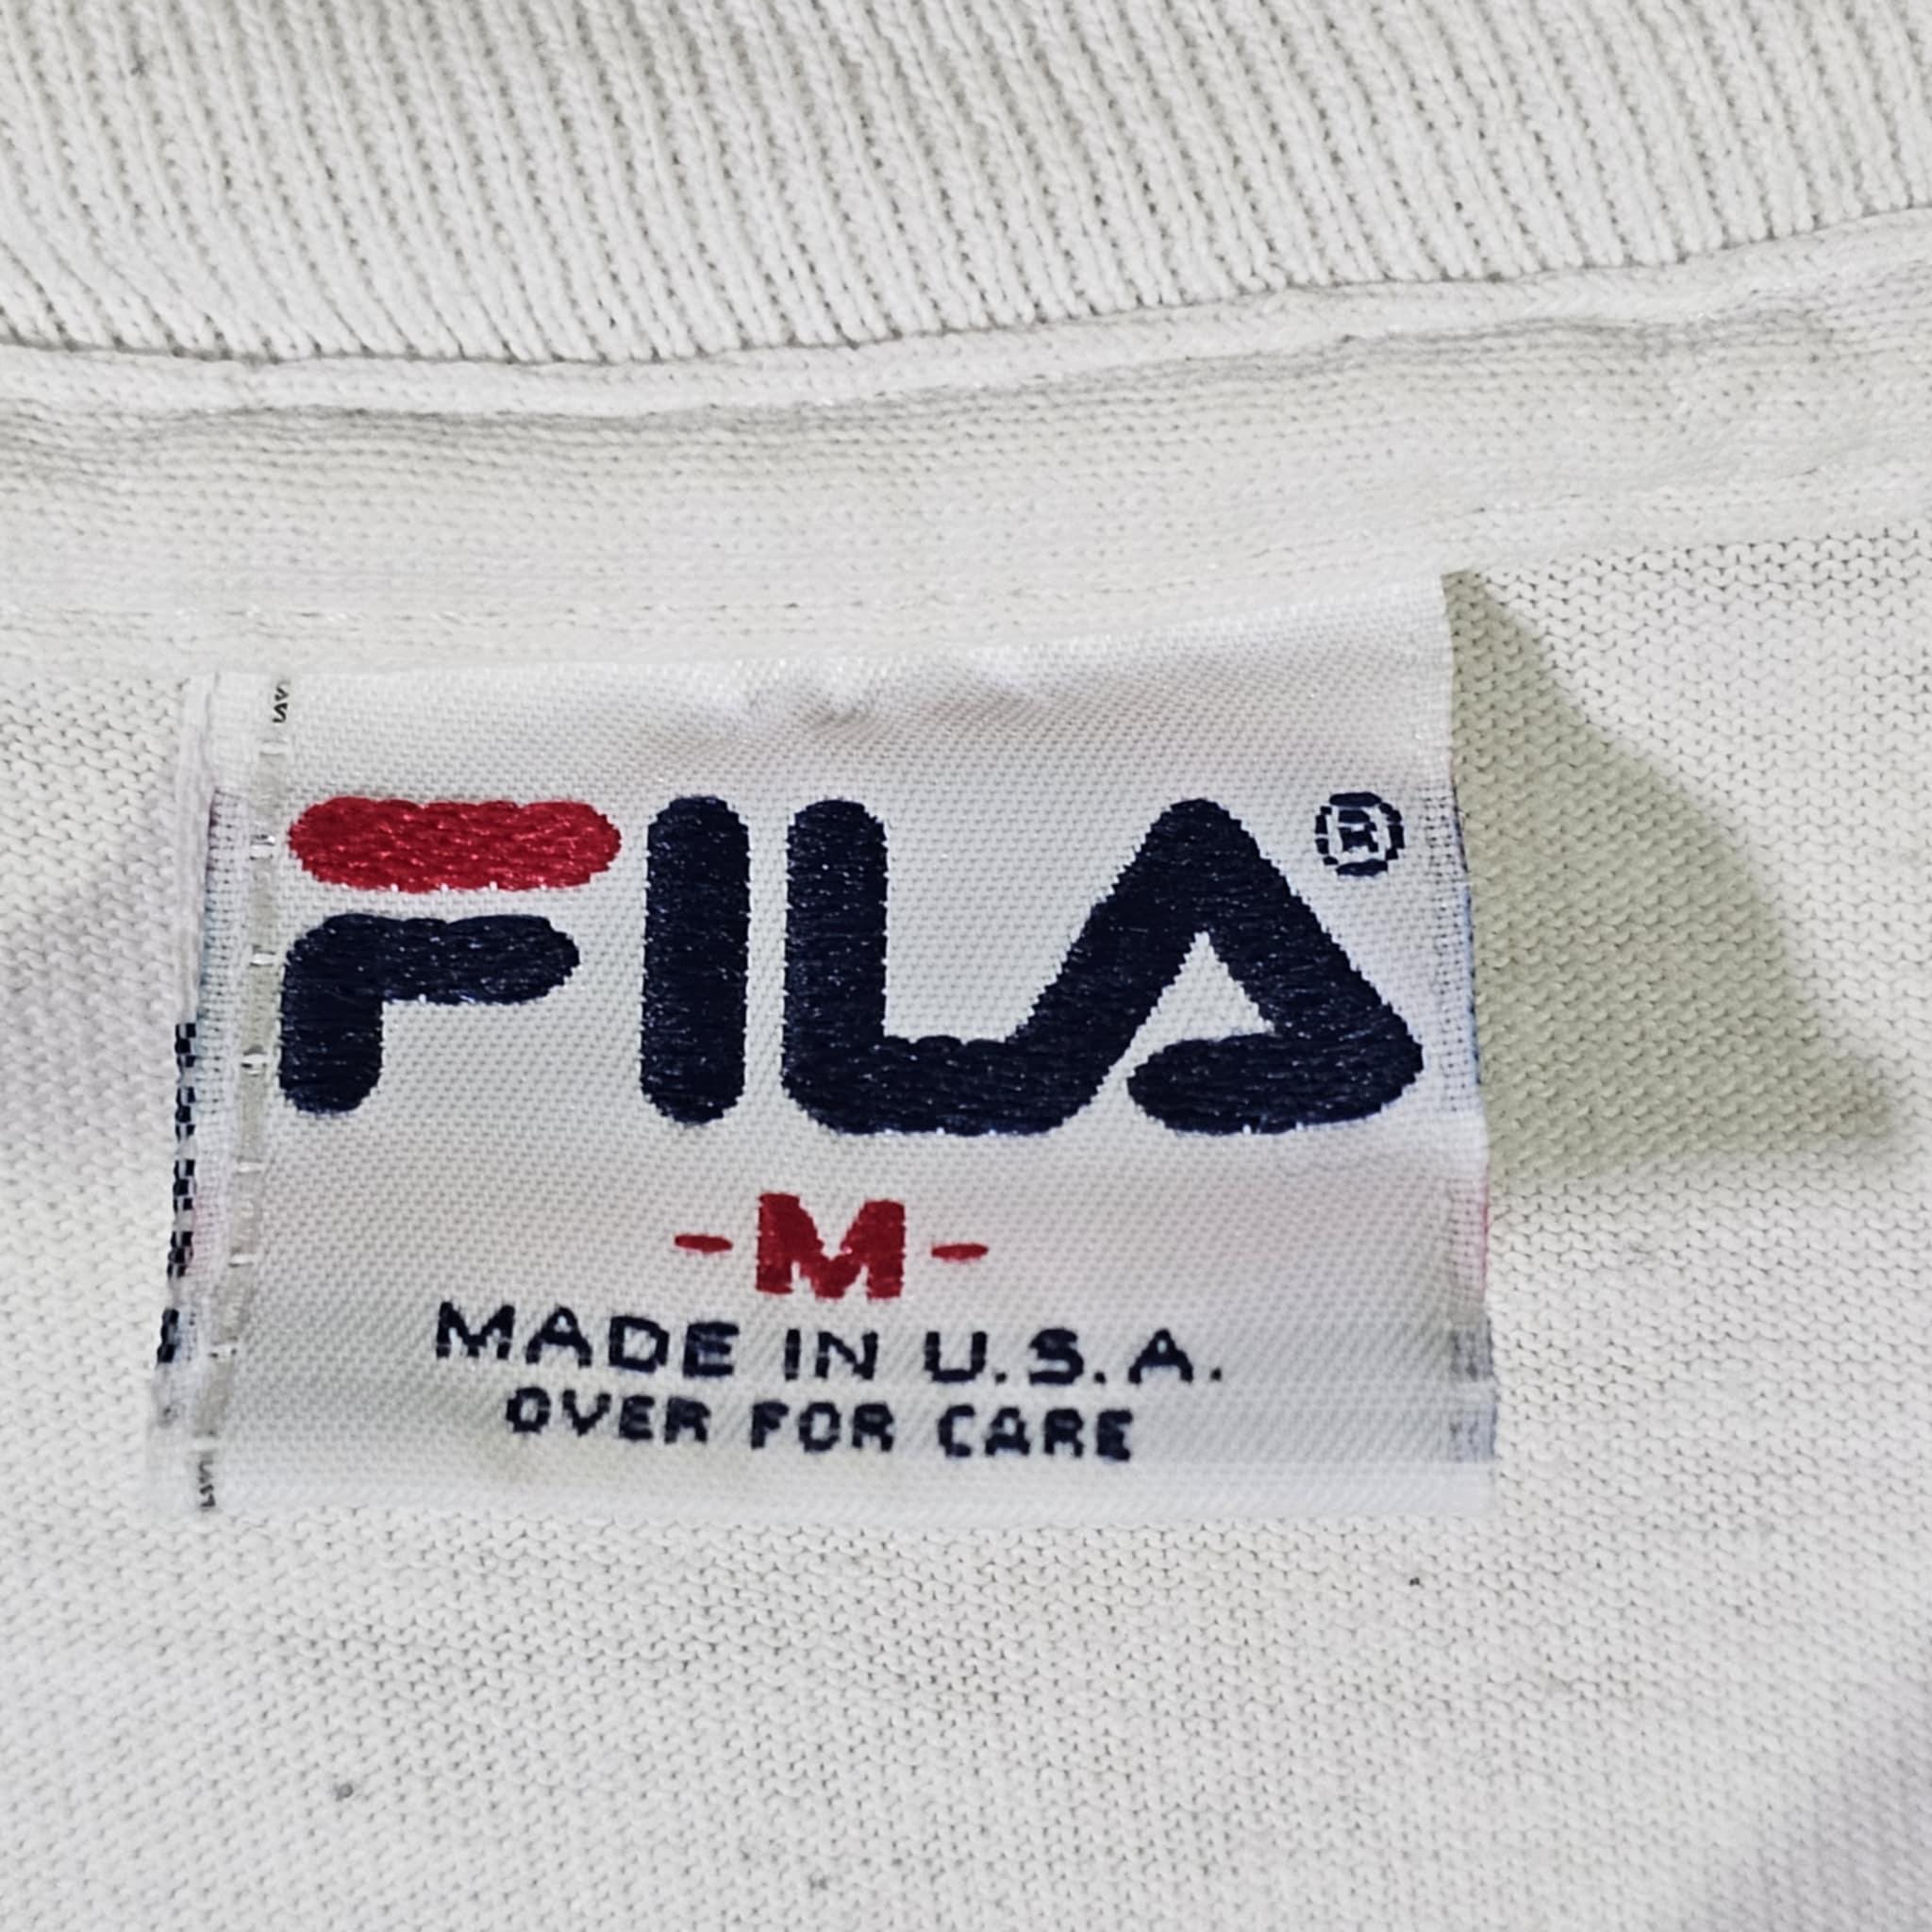 FILA®
-M-
MADE IN U.S.A.
OVER FOR CARE